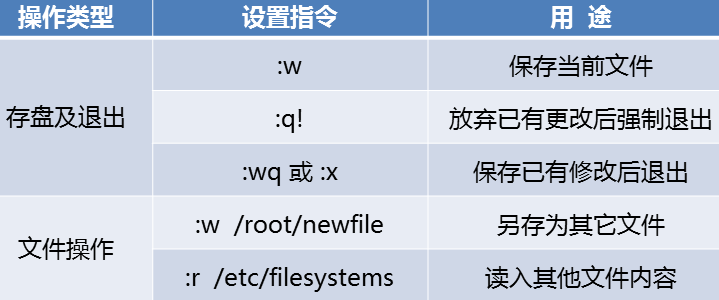 操作类型 设置指令 用 途
存盘及退出 :w 保存当前文件
:q! 放弃已有更改后强制退出
:wq 或 :x 保存已有修改后退出
文件操作 :w /root/newfile 另存为其它文件
:r /etc/filesystems 读入其他文件内容